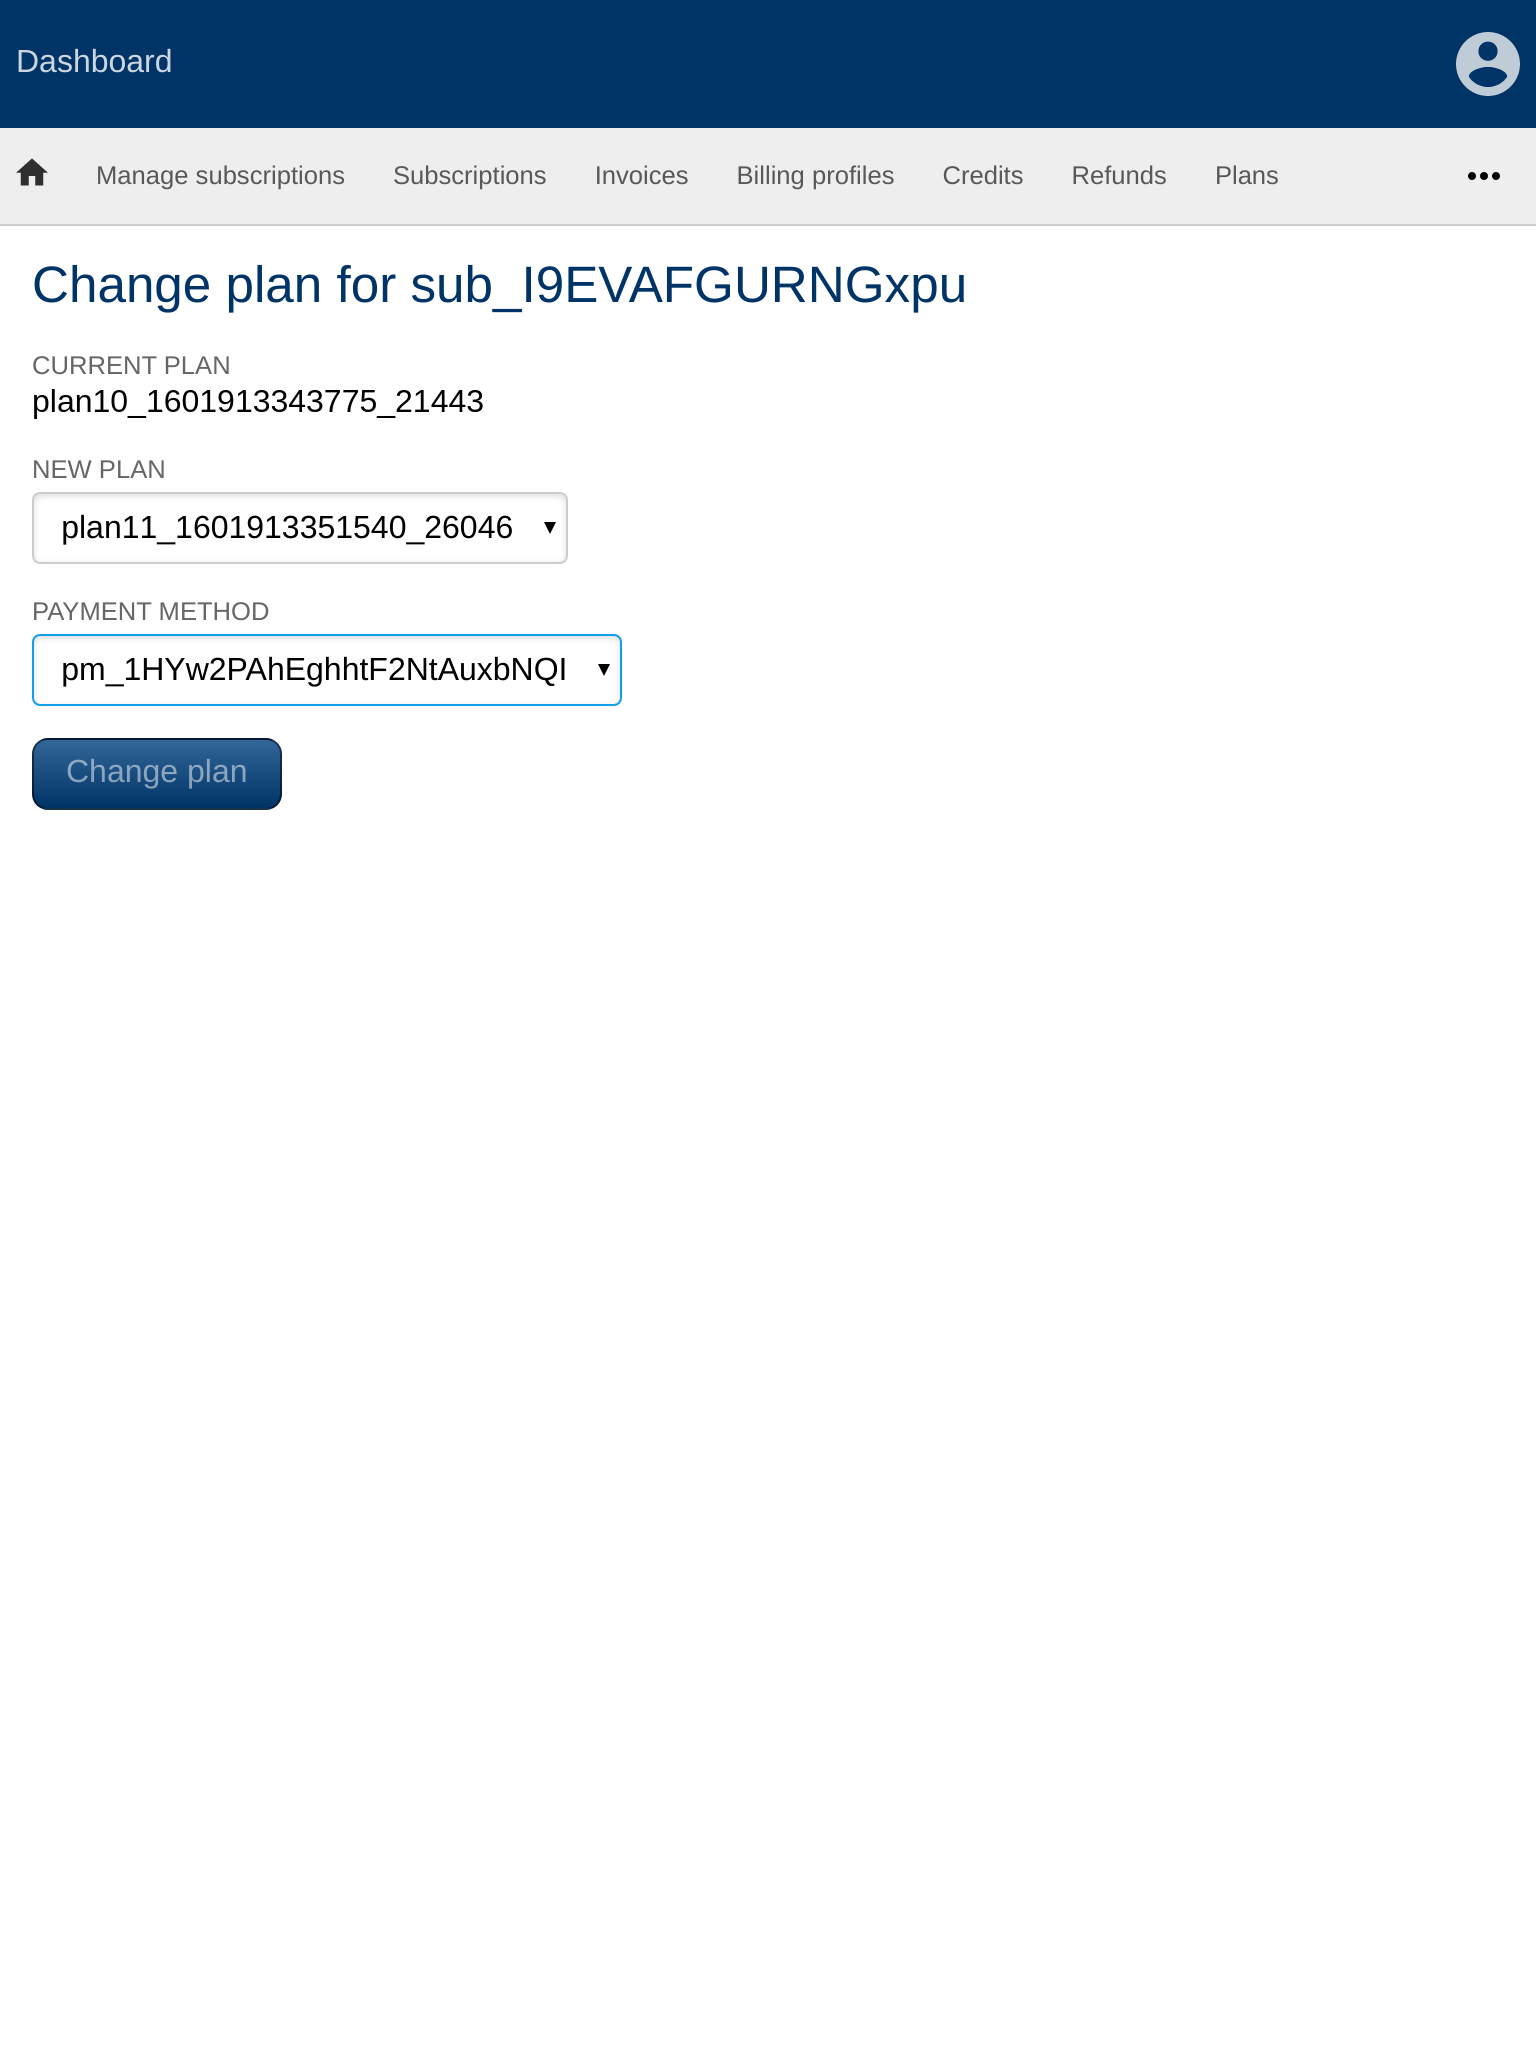 Dashboard
Manage subscriptions Subscriptions Invoices Billing profiles Credits Refunds Plans
Change plan for sub_I9EVAFGURNGxpu
CURRENT PLAN
plan10_1601913343775_21443
NEW PLAN
plan11_1601913351540_26046
PAYMENT METHOD
pm_1HYw2PAhEghhtF2NtAuxbNQI
Change plan